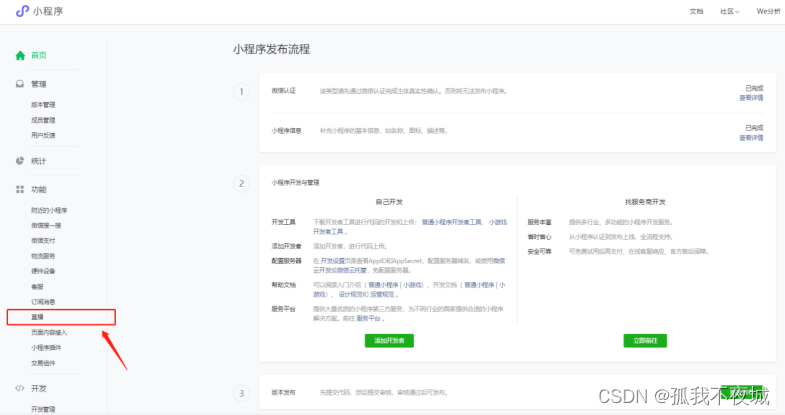 小程序
文档 社区 We分析
首页
管理
版本管理
成员管理
用户反馈
统计
功能
附近的小程序
微信搜一搜
微信支付
物流服务
硬件设备
客服
订阅消息
直播
页面内容接入
小程序插件
交易组件
开发
开发管理
小程序发布流程
1
微信认证 该类型请先通过微信认证完成主体真实性确认。否则将无法发布小程序。 已完成
查看详情
小程序信息 补充小程序的基本信息,如名称、图标、描述等。 已完成
查看详情
2
小程序开发与管理
自己开发
开发工具 下载开发者工具进行代码的开发和上传: 普通小程序开发者工具、小游戏
开发者工具 。
添加开发者 添加开发者,进行代码上传。
配置服务器 在 开发设置页面查看AppID和AppSecret,配置服务器域名,或使用微信
云开发或微信云托管,免配置服务器。
帮助文档 可以阅读入门介绍(普通小程序 | 小游戏)、开发文档(普通小程序 | 小
游戏)、设计规范和 运营规范 。
服务平台 提供大量优质的小程序第三方服务,为不同行业的商家提供合适的小程序
解决方案。前往 服务平台 。
添加开发者
找服务商开发
服务丰富 提供多行业、多功能的小程序开发服务。
省时省心 从小程序认证到发布上线,全流程支持。
安全可靠 可免费试用后再支付,在线客服响应,官方售后保障。
立即前往
3
版本发布 先提交代码,然后提交审核,审核通过后可发布。
CSDN @孤我不夜城